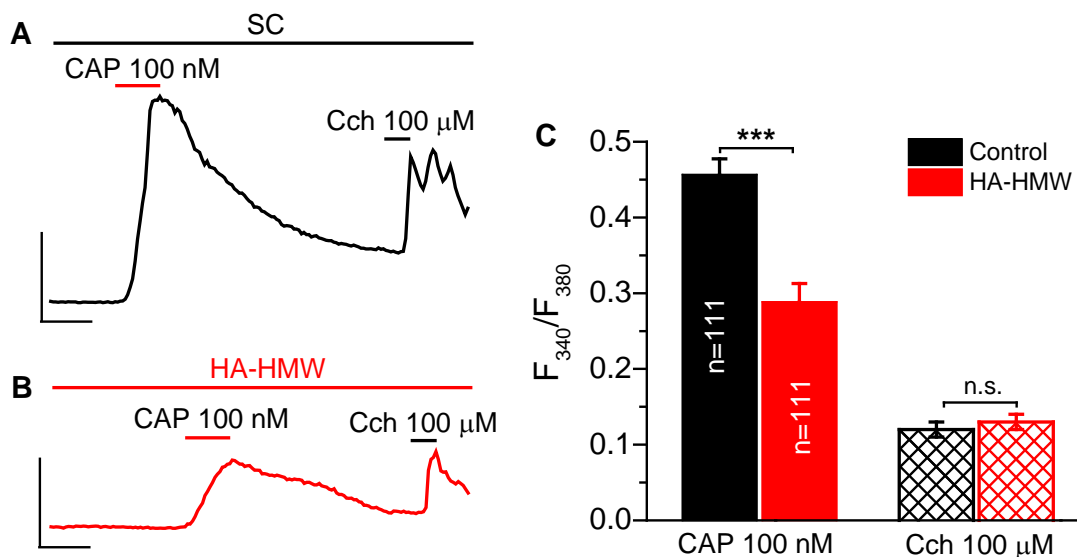 A
SC
CAP 100 nM
Cch 100 μM
B
HA-HMW
CAP 100 nM
Cch 100 μM
C
F340/F380
0.5
0.4
0.3
0.2
0.1
0.0
***
Control
HA-HMW
n=111
n=111
n.s.
CAP 100 nM
Cch 100 μM